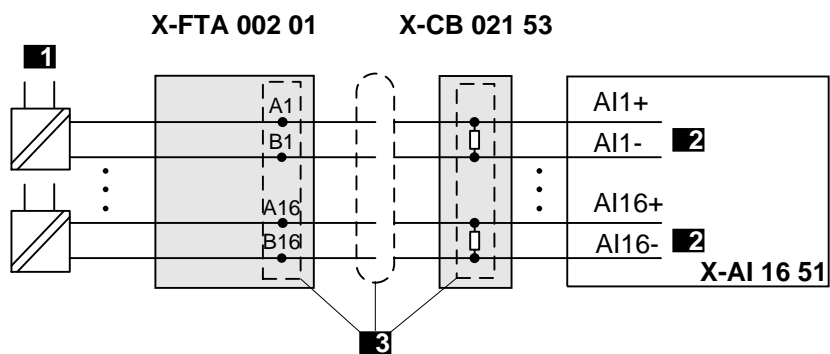 X-FTA 002 01 X-CB 021 53
1
A1 AI1+
B1 AI1- 2
A16 AI16+
B16 AI16- 2
X-AI 16 51
3